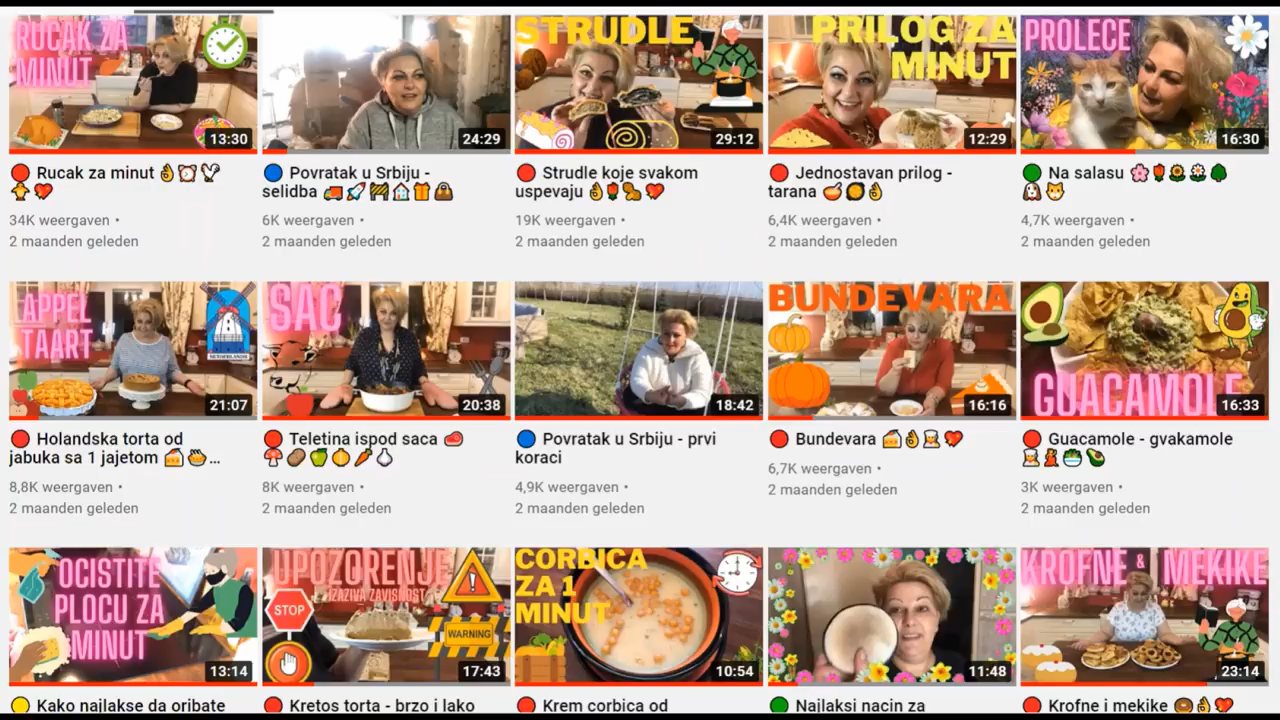 RUCAK ZA
MINUT
13:30
24:29
STRUDLE
29:12
PRILOG ZA
MINUT
12:29
PROLECE
16:30
Rucak za minut
34K weergaven •
2 maanden geleden
Povratak u Srbiju -
selidba
6K weergaven •
2 maanden geleden
Strudle koje svakom
uspevaju
19K weergaven •
2 maanden geleden
Jednostavan prilog -
tarana
6,4K weergaven •
2 maanden geleden
Na salasu
4,7K weergaven •
2 maanden geleden
APPEL
TAART
NETHERLANDS
21:07
SAC
20:38
18:42
BUNDEVARA
16:16
GUACAMOLE
16:33
Holandska torta od
jabuka sa 1 jajetom ...
8,8K weergaven •
2 maanden geleden
Teletina ispod saca
8K weergaven •
2 maanden geleden
Povratak u Srbiju - prvi
koraci
4,9K weergaven •
2 maanden geleden
Bundevara
6,7K weergaven •
2 maanden geleden
Guacamole - gvakamole
3K weergaven •
2 maanden geleden
OCISTITE
PLOCU ZA
MINUT
13:14
UPOZORENJE
IZAZIVA ZAVISNOST
STOP
WARNING
17:43
CORBICA
ZA 1
MINUT
10:54
11:48
KROFNE & MEKIKE
23:14
Kako najlakse da oribate
Kretos torta - brzo i lako
Krem corbica od
Najlaksi nacin za
Krofne i mekike